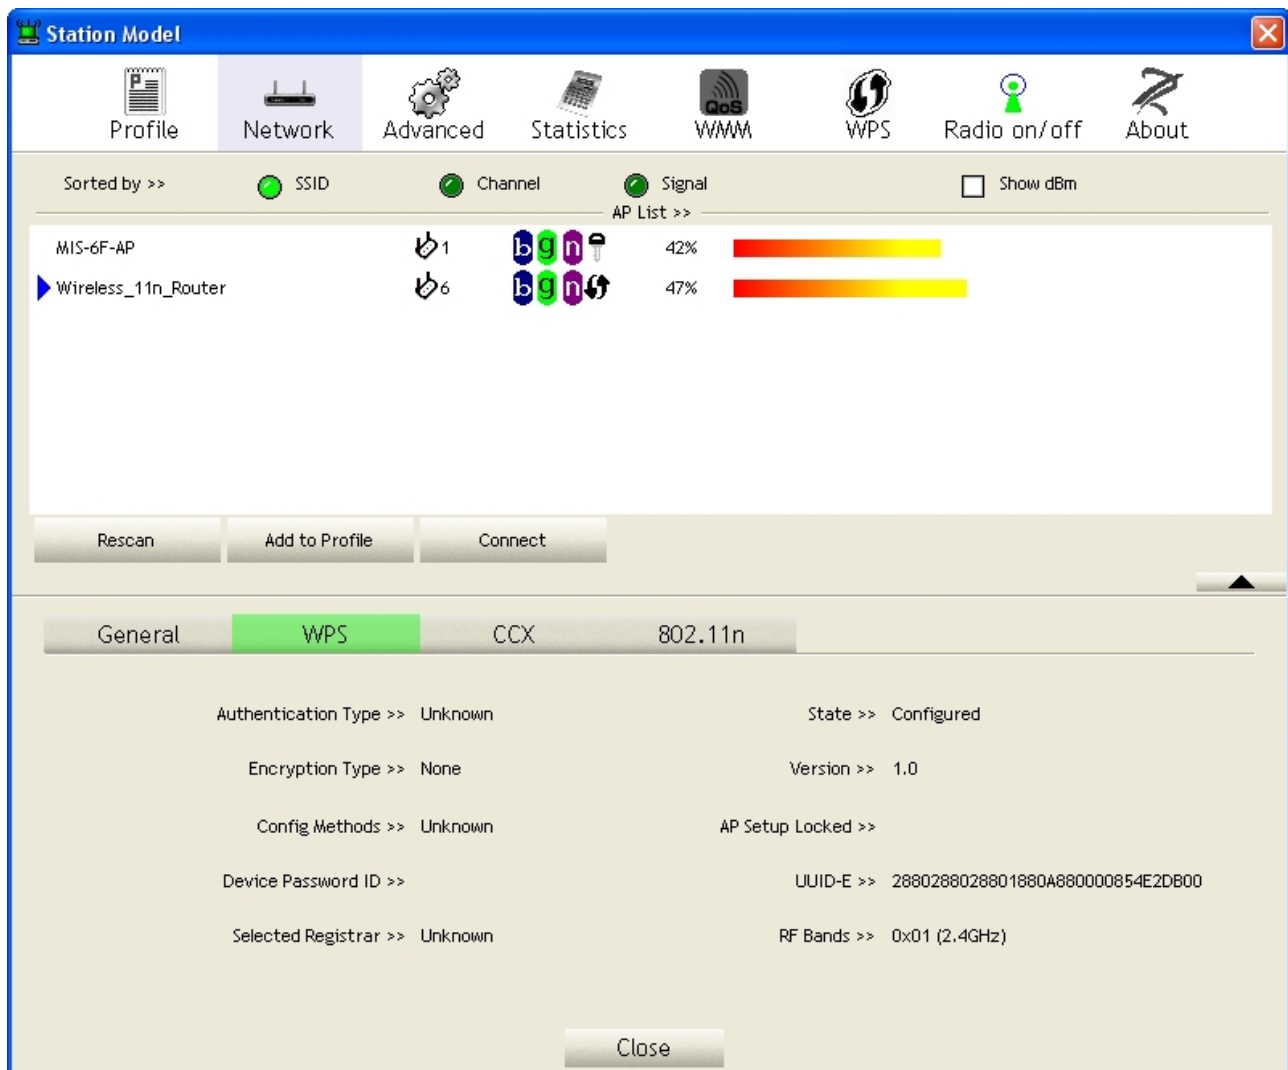 Station Model
Profile Network Advanced Statistics QoS WMM WPS Radio on/off About
Sorted by >> SSID Channel Signal Show dBm
AP List >>
MIS-6F-AP 1 b g n 42%
Wireless_11n_Router 6 b g n 47%
Rescan Add to Profile Connect
General WPS CCX 802.11n
Authentication Type >> Unknown State >> Configured
Encryption Type >> None Version >> 1.0
Config Methods >> Unknown AP Setup Locked >>
Device Password ID >> UUID-E >> 2880288028801880A880000854E2DB00
Selected Registrar >> Unknown RF Bands >> 0x01 (2.4GHz)
Close